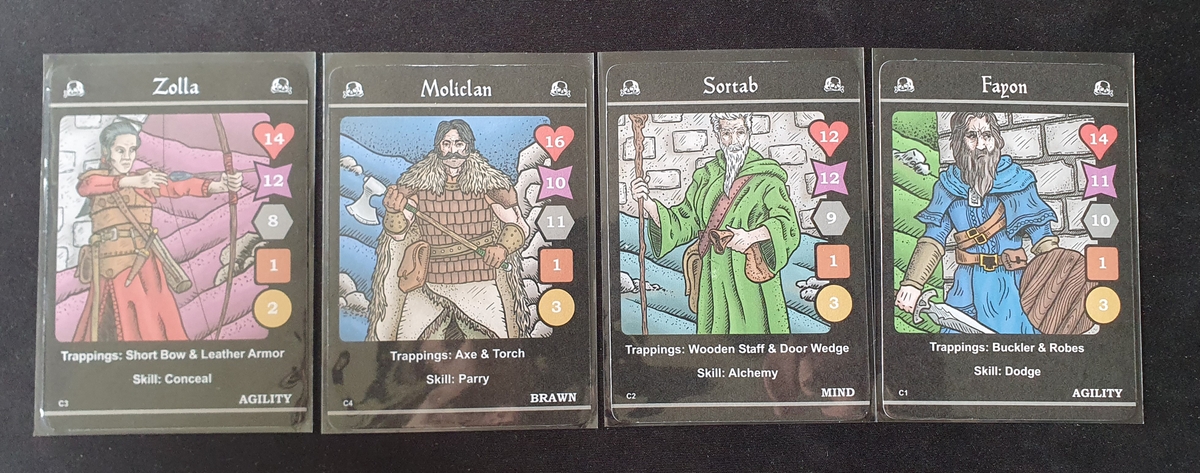 Zolla
14
12
8
1
2
Trappings: Short Bow & Leather Armor
Skill: Conceal
C3
AGILITY
Moliclan
16
10
11
1
3
Trappings: Axe & Torch
Skill: Parry
C4
BRAWN
Sortab
12
12
9
1
3
Trappings: Wooden Staff & Door Wedge
Skill: Alchemy
C2
MIND
Fayon
14
11
10
1
3
Trappings: Buckler & Robes
Skill: Dodge
C1
AGILITY